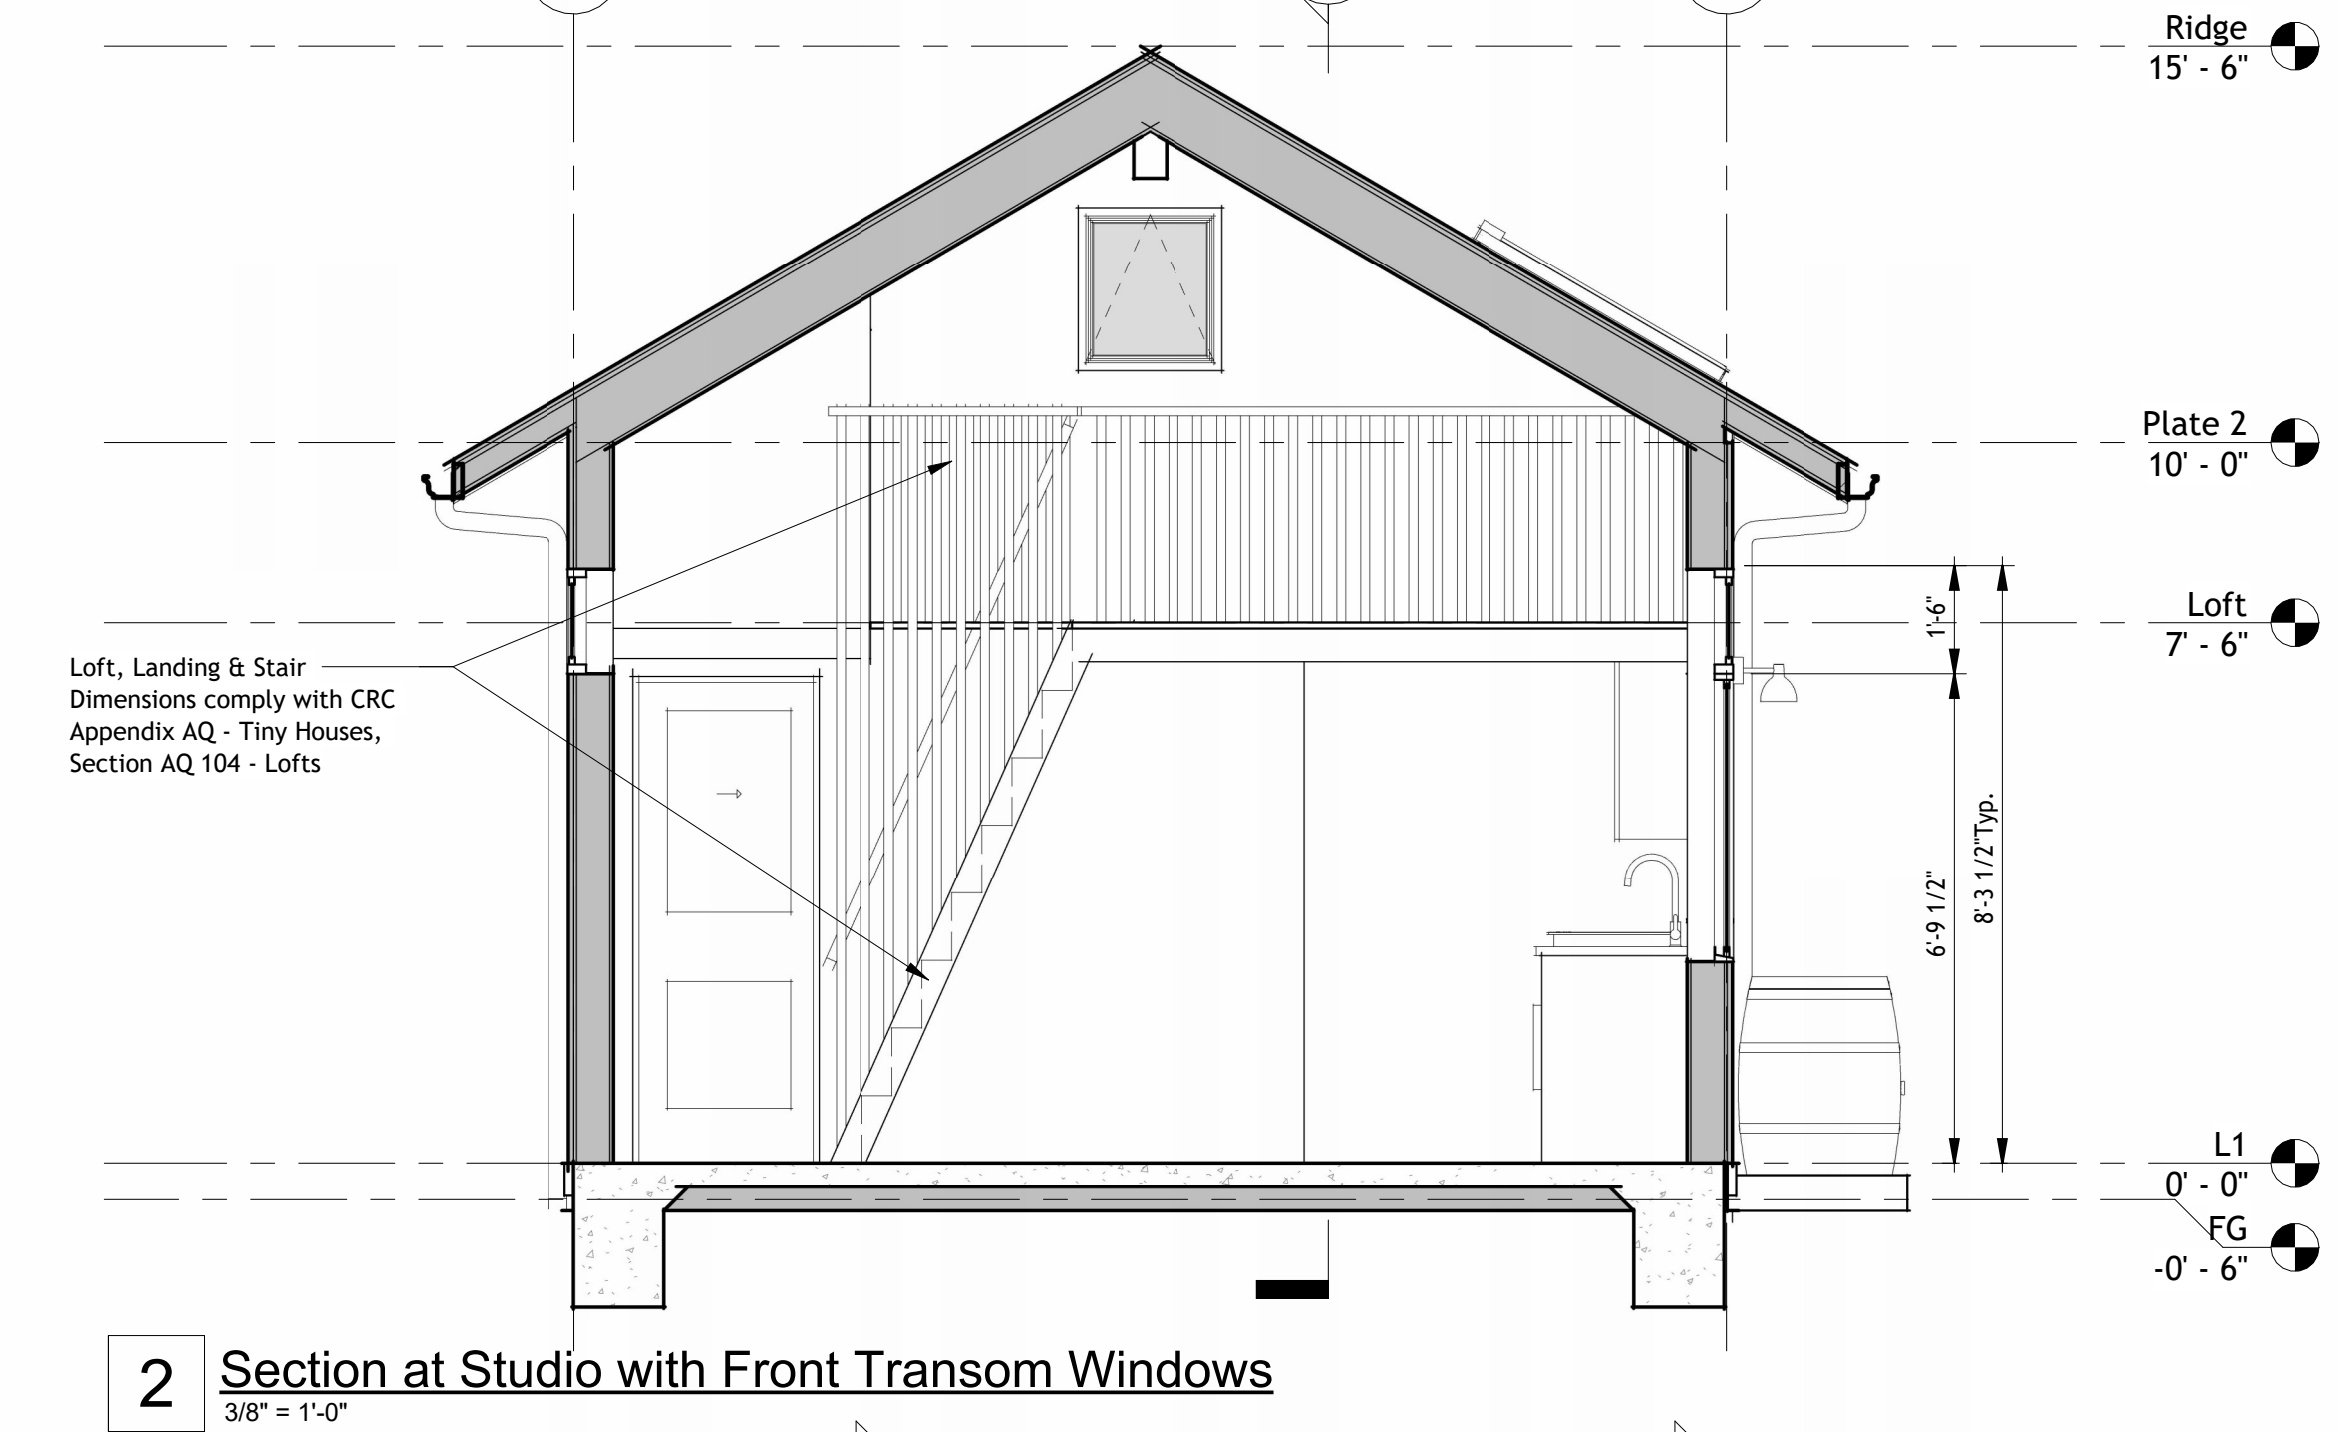 Ridge
15' - 6"
Plate 2
10' - 0"
Loft
7' - 6"
1'-6"
Loft, Landing & Stair
Dimensions comply with CRC
Appendix AQ - Tiny Houses,
Section AQ 104 - Lofts
6'-9 1/2"
8'-3 1/2"Typ.
L1
0' - 0"
FG
-0' - 6"
2
Section at Studio with Front Transom Windows
3/8" = 1'-0"